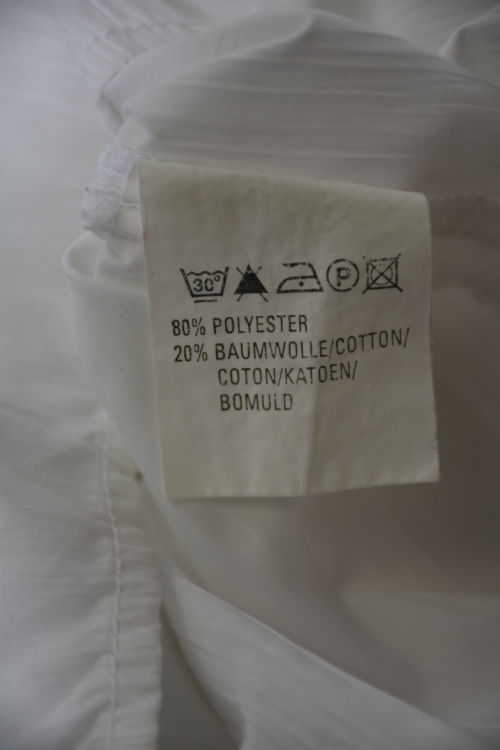 30° P
80% POLYESTER
20% BAUMWOLLE/COTTON/
COTON/KATOEN/
BOMULD